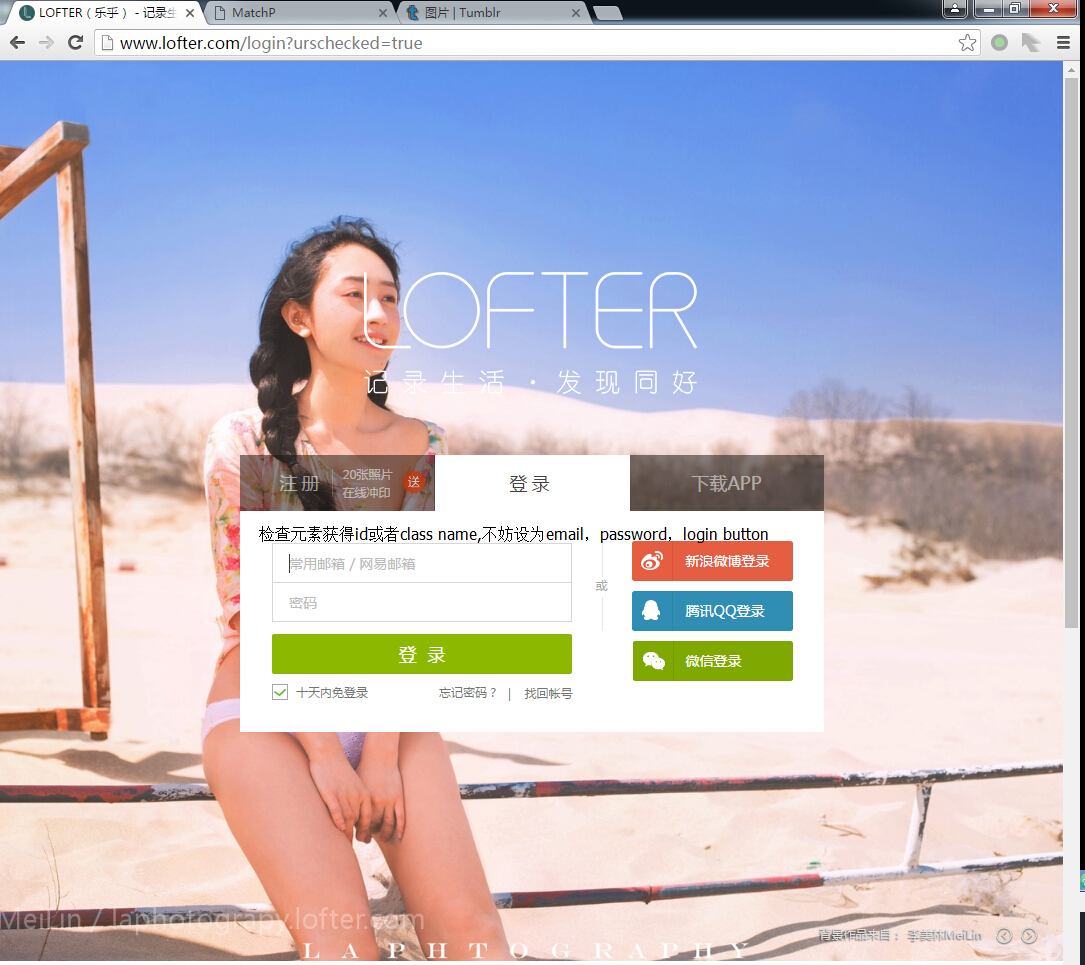 LOFTER（乐乎） - 记录生
MatchP
图片 | Tumblr
www.lofter.com/login?urschecked=true
LOFTER
记录生活·发现同好
注册
20张照片
在线冲印
送
登录
下载APP
检查元素获得id或者class name,不妨设为email，password，login button
常用邮箱 / 网易邮箱
密码
登 录
十天内免登录
忘记密码？ | 找回帐号
或
新浪微博登录
腾讯QQ登录
微信登录
MeiLin / laphotograpy.lofter.com
背景作品来自： 李美林MeiLin
LAPHTOGRAPHY